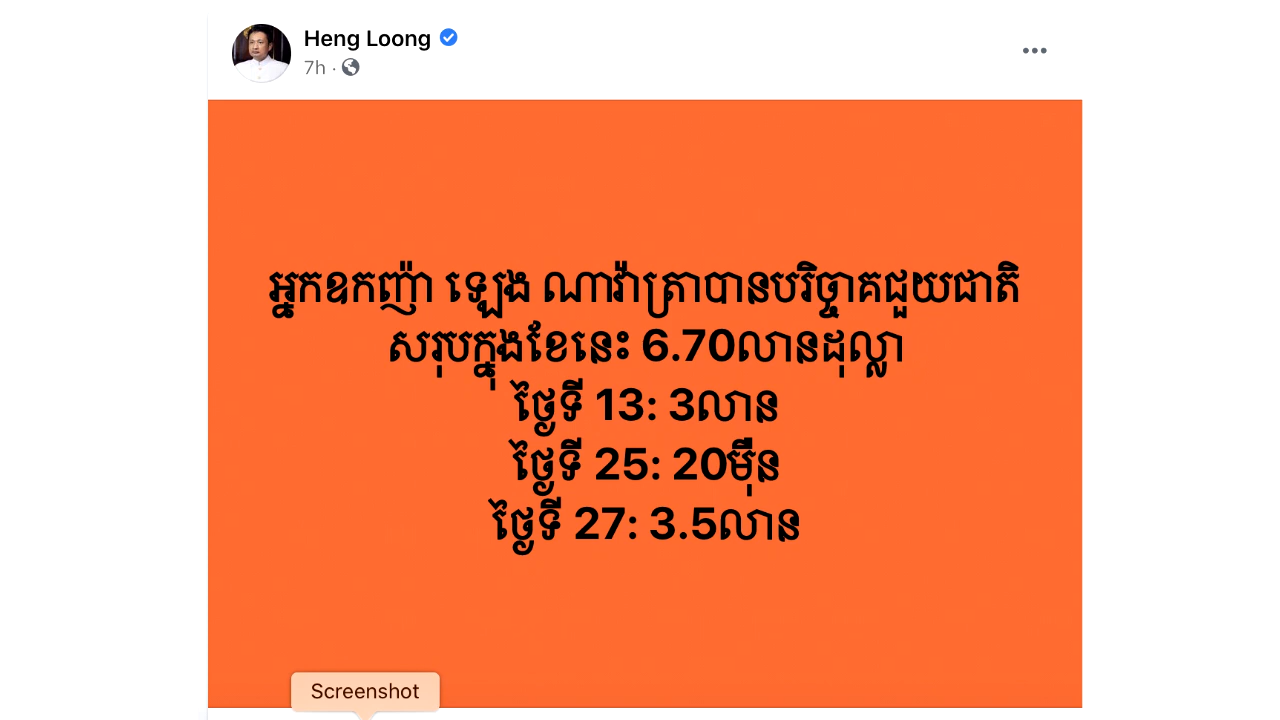 Heng Loong
7h ·
អ្នកឧកញ៉ា ឡេង ណាវ៉ាត្រាបានបរិច្ចាគជួយជាតិ
សរុបក្នុងខែនេះ 6.70លានដុល្លា
ថ្ងៃទី 13: 3លាន
ថ្ងៃទី 25: 20ម៉ឺន
ថ្ងៃទី 27: 3.5លាន
Screenshot